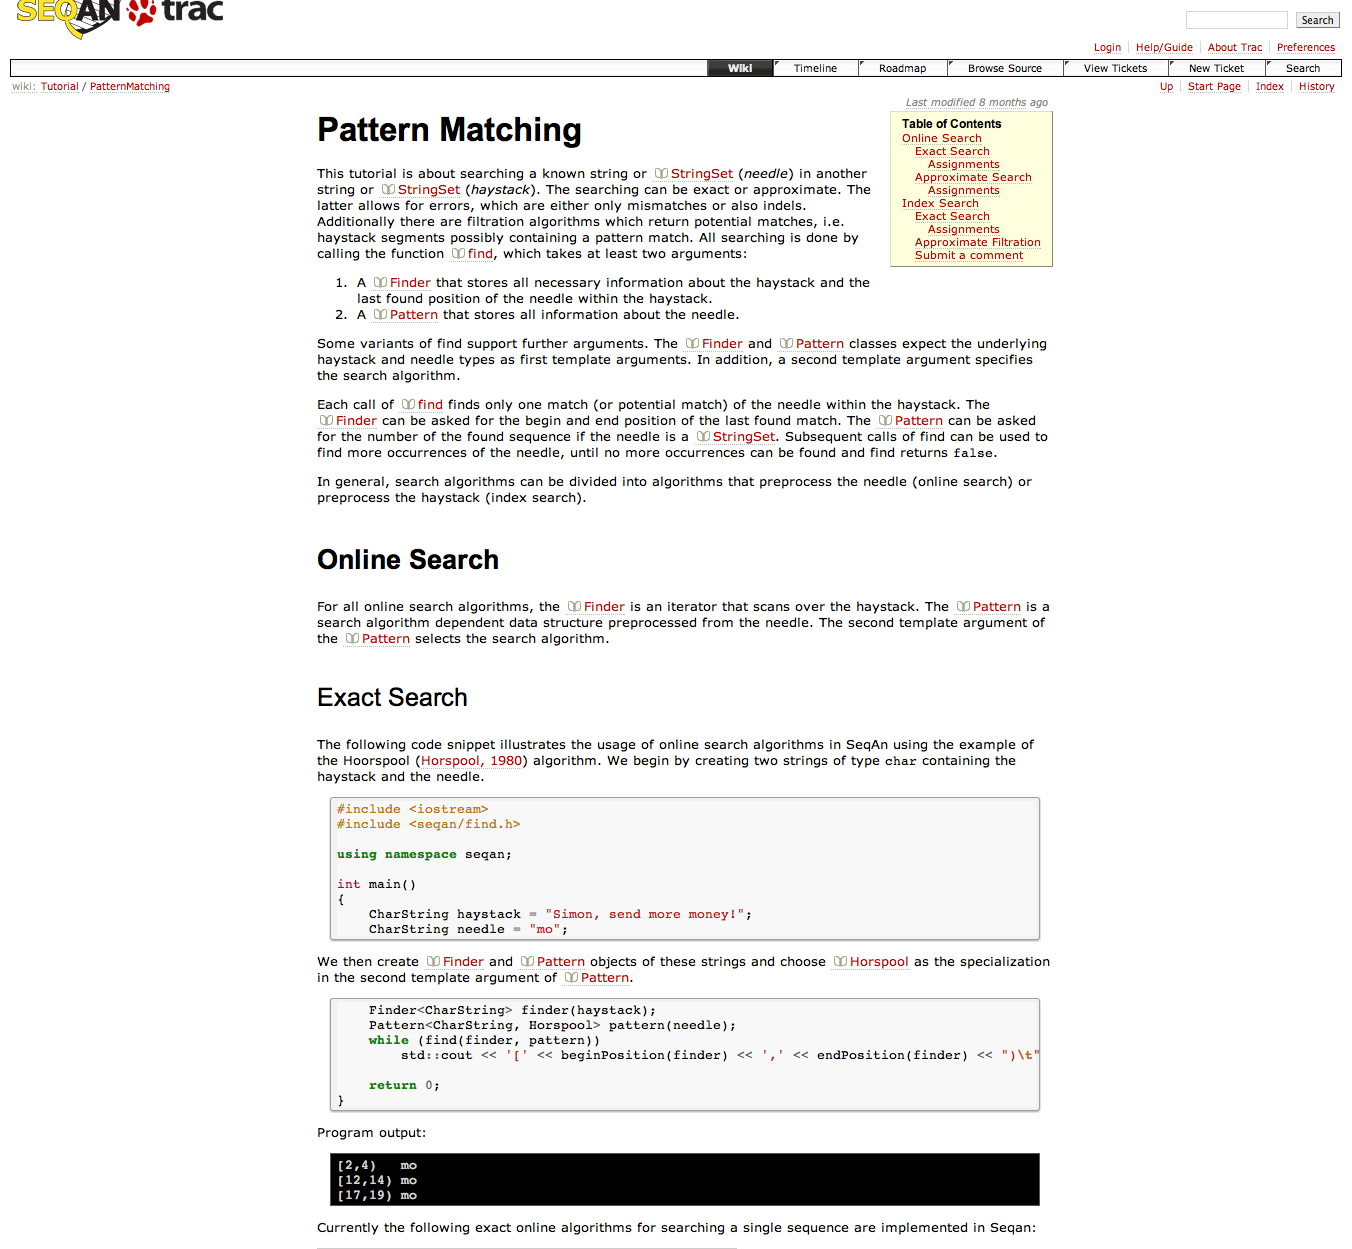 SEQAN trac
Search
Login Help/Guide About Trac Preferences
Wiki Timeline Roadmap Browse Source View Tickets New Ticket Search
wiki: Tutorial / PatternMatching
Up Start Page Index History
Last modified 8 months ago
Pattern Matching
Table of Contents
Online Search
Exact Search
Assignments
Approximate Search
Assignments
Index Search
Exact Search
Assignments
Approximate Filtration
Submit a comment
This tutorial is about searching a known string or StringSet (needle) in another
string or StringSet (haystack). The searching can be exact or approximate. The
latter allows for errors, which are either only mismatches or also indels.
Additionally there are filtration algorithms which return potential matches, i.e.
haystack segments possibly containing a pattern match. All searching is done by
calling the function find, which takes at least two arguments:
1. A Finder that stores all necessary information about the haystack and the
last found position of the needle within the haystack.
2. A Pattern that stores all information about the needle.
Some variants of find support further arguments. The Finder and Pattern classes expect the underlying
haystack and needle types as first template arguments. In addition, a second template argument specifies
the search algorithm.
Each call of find finds only one match (or potential match) of the needle within the haystack. The
Finder can be asked for the begin and end position of the last found match. The Pattern can be asked
for the number of the found sequence if the needle is a StringSet. Subsequent calls of find can be used to
find more occurrences of the needle, until no more occurrences can be found and find returns false.
In general, search algorithms can be divided into algorithms that preprocess the needle (online search) or
preprocess the haystack (index search).
Online Search
For all online search algorithms, the Finder is an iterator that scans over the haystack. The Pattern is a
search algorithm dependent data structure preprocessed from the needle. The second template argument of
the Pattern selects the search algorithm.
Exact Search
The following code snippet illustrates the usage of online search algorithms in SeqAn using the example of
the Hoorspool (Horspool, 1980) algorithm. We begin by creating two strings of type char containing the
haystack and the needle.
#include <iostream>
#include <seqan/find.h>
using namespace seqan;
int main()
{
CharString haystack = "Simon, send more money!";
CharString needle = "mo";
We then create Finder and Pattern objects of these strings and choose Horspool as the specialization
in the second template argument of Pattern.
Finder<CharString> finder(haystack);
Pattern<CharString, Horspool> pattern(needle);
while (find(finder, pattern))
std::cout << '[' << beginPosition(finder) << ',' << endPosition(finder) << ")\t"
return 0;
}
Program output:
[2,4) mo
[12,14) mo
[17,19) mo
Currently the following exact online algorithms for searching a single sequence are implemented in Seqan: